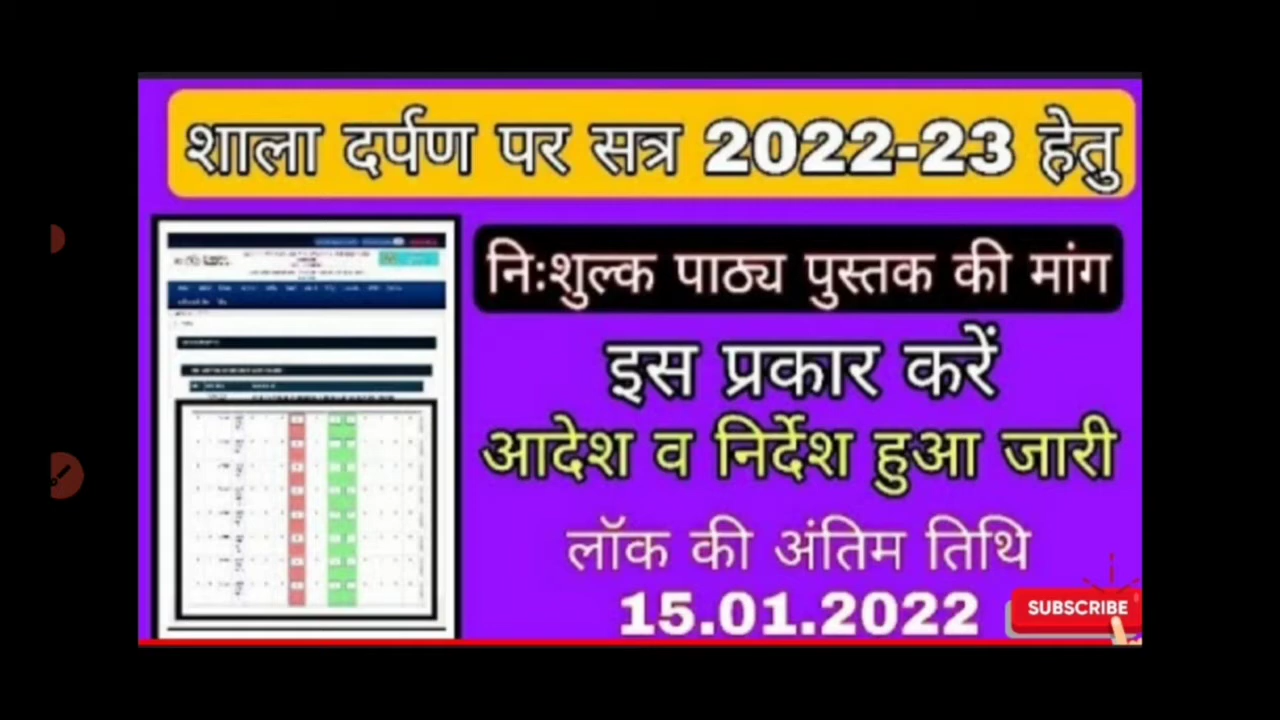 शाला दर्पण पर सत्र 2022-23 हेतु
नि:शुल्क पाठ्य पुस्तक की मांग
इस प्रकार करें
आदेश व निर्देश हुआ जारी
लॉक की अंतिम तिथि
15.01.2022
SUBSCRIBE